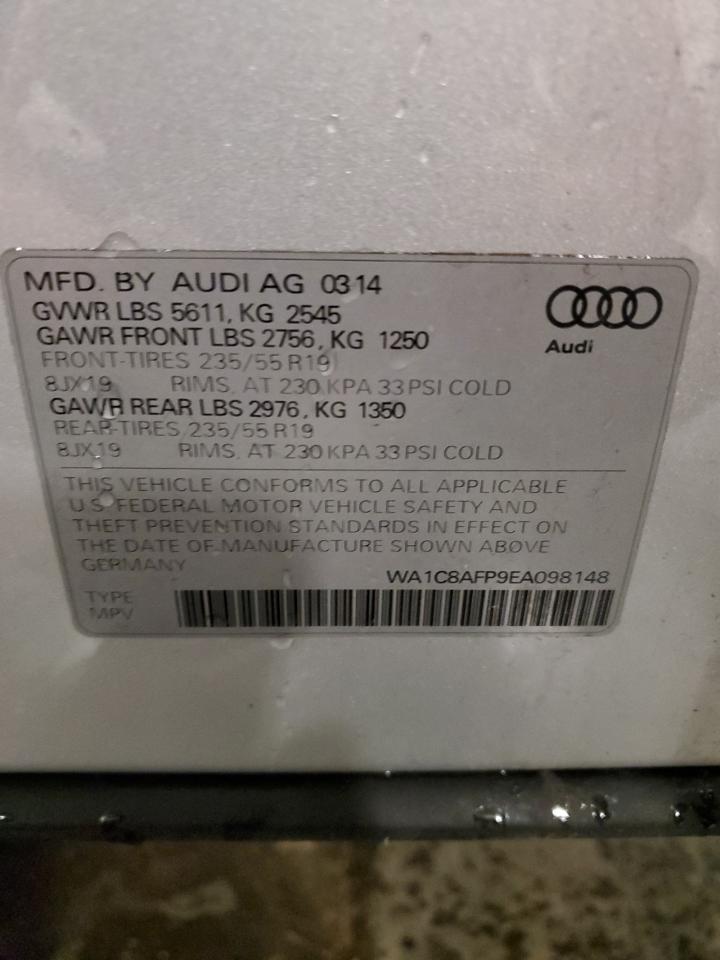 MFD. BY AUDI AG 03 14
GVWR LBS 5611, KG 2545
GAWR FRONT LBS 2756, KG 1250
FRONT-TIRES 235/55 R19
8JX19 RIMS, AT 230 KPA 33 PSI COLD
GAWR REAR LBS 2976, KG 1350
REAR-TIRES 235/55 R19
8JX19 RIMS, AT 230 KPA 33 PSI COLD
Audi
THIS VEHICLE CONFORMS TO ALL APPLICABLE
U.S. FEDERAL MOTOR VEHICLE SAFETY AND
THEFT PREVENTION STANDARDS IN EFFECT ON
THE DATE OF MANUFACTURE SHOWN ABOVE
GERMANY
WA1C8AFP9EA098148
TYPE
MPV